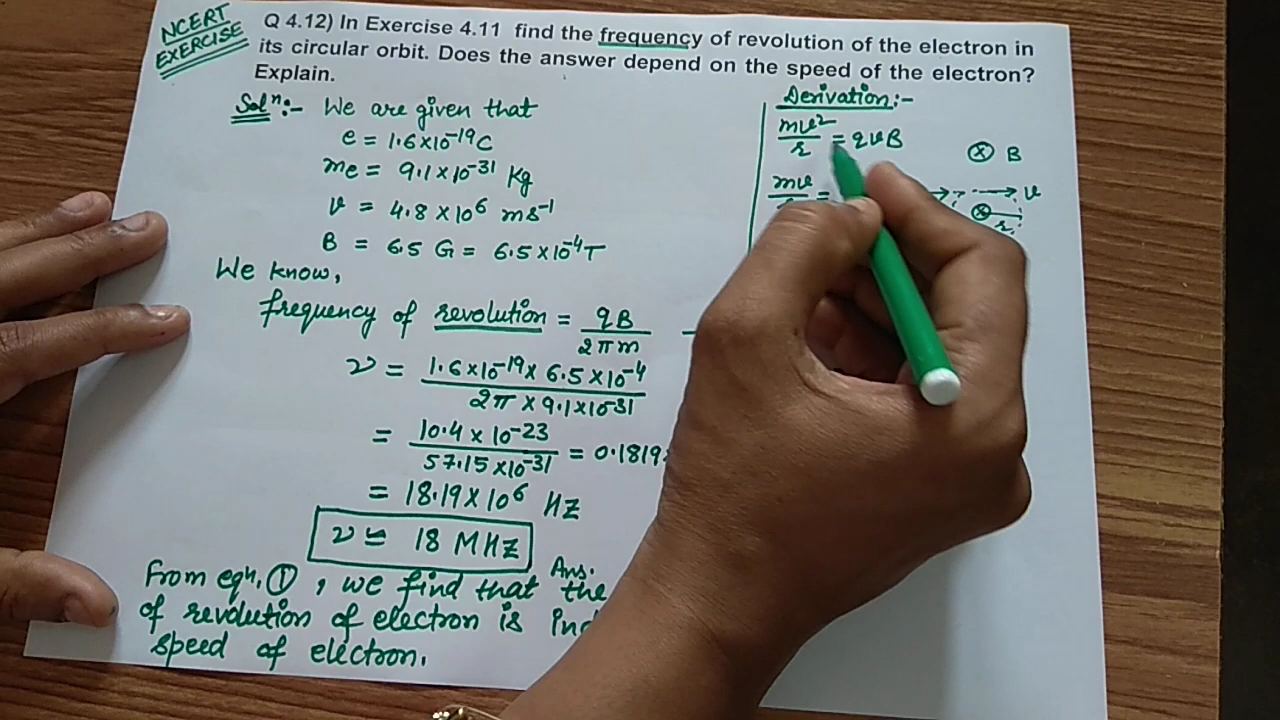 NCERT
EXERCISE
Q 4.12) In Exercise 4.11 find the frequency of revolution of the electron in
its circular orbit. Does the answer depend on the speed of the electron?
Explain.
Solⁿ:- We are given that
e = 1.6×10⁻¹⁹C
me = 9.1×10⁻³¹ Kg
v = 4.8×10⁶ ms⁻¹
B = 6.5 G = 6.5×10⁻⁴T
We know,
frequency of revolution = qB/2πm
ν = 1.6×10⁻¹⁹×6.5×10⁻⁴/2π×9.1×10⁻³¹
= 10.4×10⁻²³/57.15×10⁻³¹ = 0.1819
= 18.19×10⁶ HZ
ν ≃ 18 MHZ
Ans.
From eqⁿ. ①, we find that the
of revolution of electron is
speed of electron.
Derivation:-
mv²/r = qvB
mv
=
B
v
r